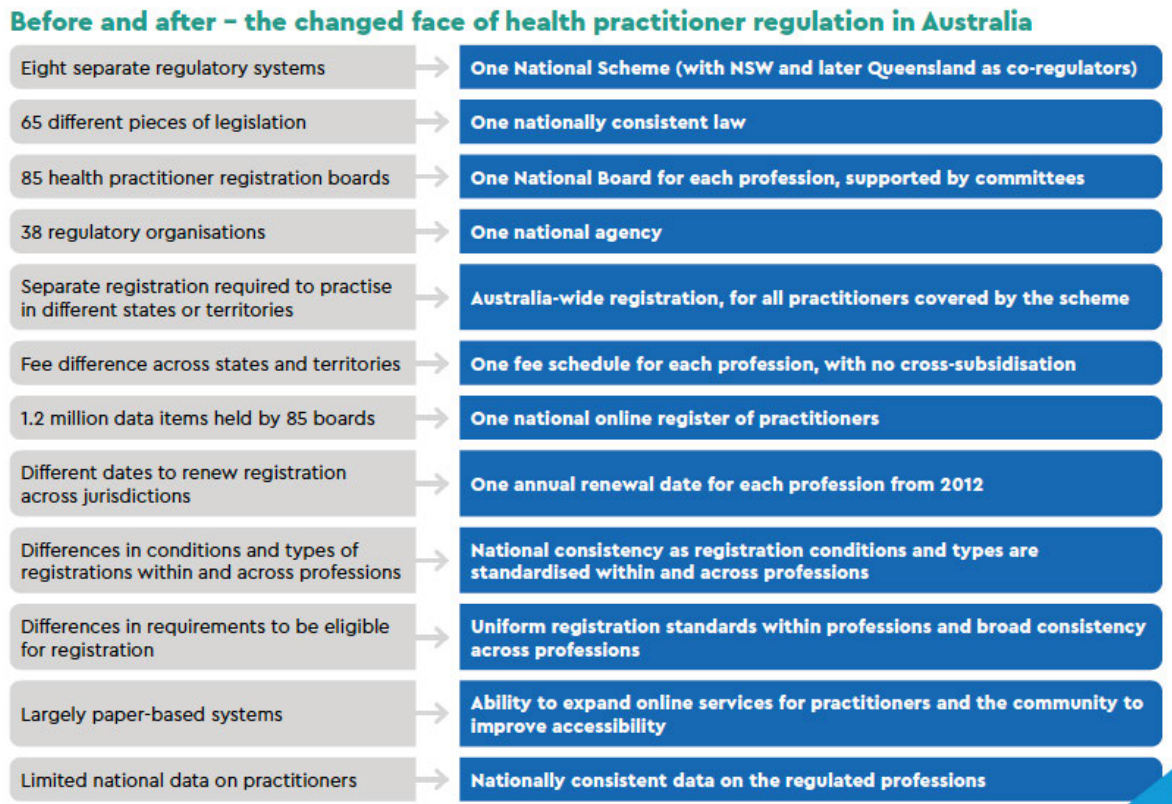 Before and after – the changed face of health practitioner regulation in Australia
Eight separate regulatory systems
One National Scheme (with NSW and later Queensland as co-regulators)
65 different pieces of legislation
One nationally consistent law
85 health practitioner registration boards
One National Board for each profession, supported by committees
38 regulatory organisations
One national agency
Separate registration required to practise
in different states or territories
Australia-wide registration, for all practitioners covered by the scheme
Fee difference across states and territories
One fee schedule for each profession, with no cross-subsidisation
1.2 million data items held by 85 boards
One national online register of practitioners
Different dates to renew registration
across jurisdictions
One annual renewal date for each profession from 2012
Differences in conditions and types of
registrations within and across professions
National consistency as registration conditions and types are
standardised within and across professions
Differences in requirements to be eligible
for registration
Uniform registration standards within professions and broad consistency
across professions
Largely paper-based systems
Ability to expand online services for practitioners and the community to
improve accessibility
Limited national data on practitioners
Nationally consistent data on the regulated professions